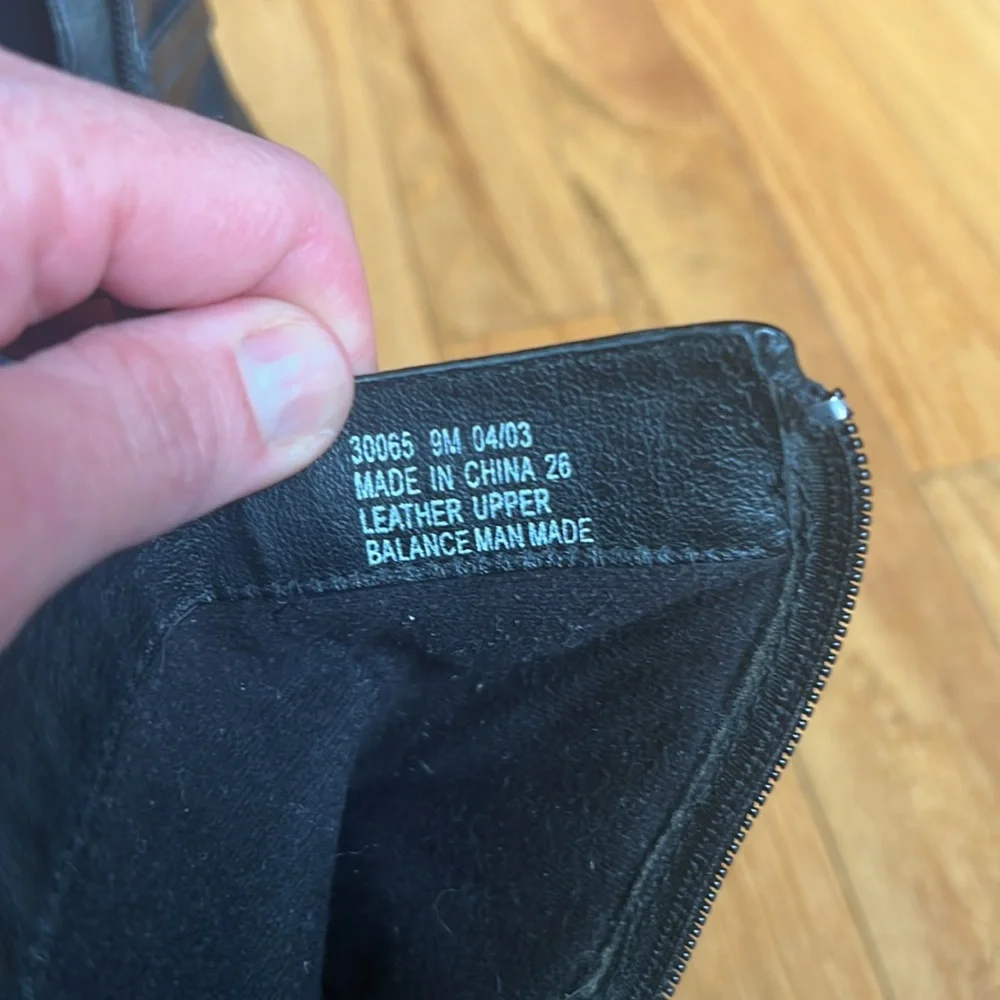 30065 9M 04/03
MADE IN CHINA 26
LEATHER UPPER
BALANCE MAN MADE